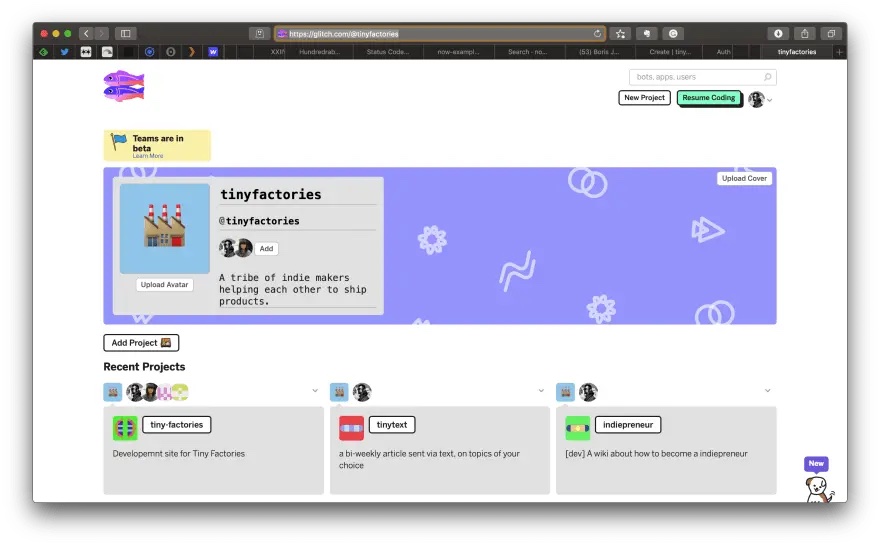 https://glitch.com/@tinyfactories
XXIV
Hundredrab...
Status Code...
now-exampl...
Search - no...
(53) Boris J...
Create | tiny...
Auth
tinyfactories
bots, apps, users
New Project
Resume Coding
Teams are in
beta
Learn More
Upload Cover
tinyfactories
@tinyfactories
Add
Upload Avatar
A tribe of indie makers
helping each other to ship
products.
Add Project
Recent Projects
tiny-factories
tinytext
indiepreneur
Developemnt site for Tiny Factories
a bi-weekly article sent via text, on topics of your
choice
[dev] A wiki about how to become a indiepreneur
New